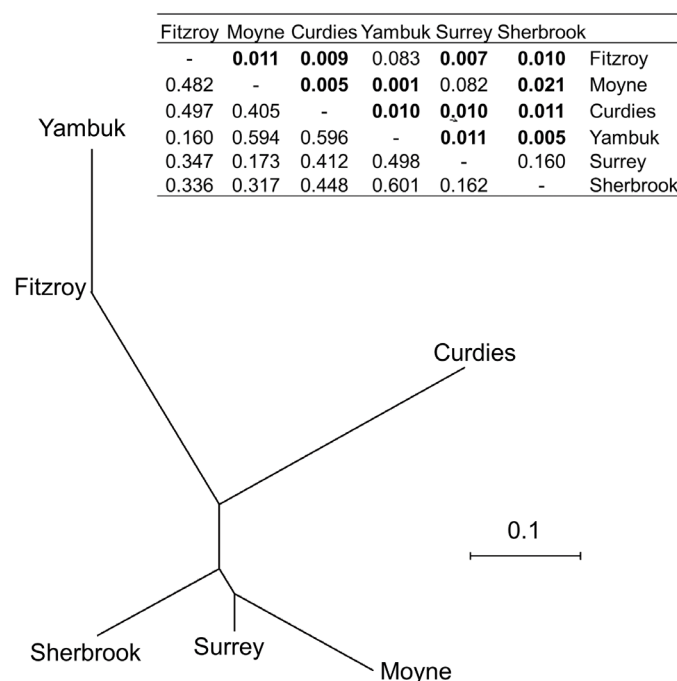 Fitzroy Moyne Curdies Yambuk Surrey Sherbrook
- 0.011 0.009 0.083 0.007 0.010 Fitzroy
0.482 - 0.005 0.001 0.082 0.021 Moyne
0.497 0.405 - 0.010 0.010 0.011 Curdies
0.160 0.594 0.596 - 0.011 0.005 Yambuk
0.347 0.173 0.412 0.498 - 0.160 Surrey
0.336 0.317 0.448 0.601 0.162 - Sherbrook
Yambuk
Fitzroy
Curdies
0.1
Sherbrook
Surrey
Moyne